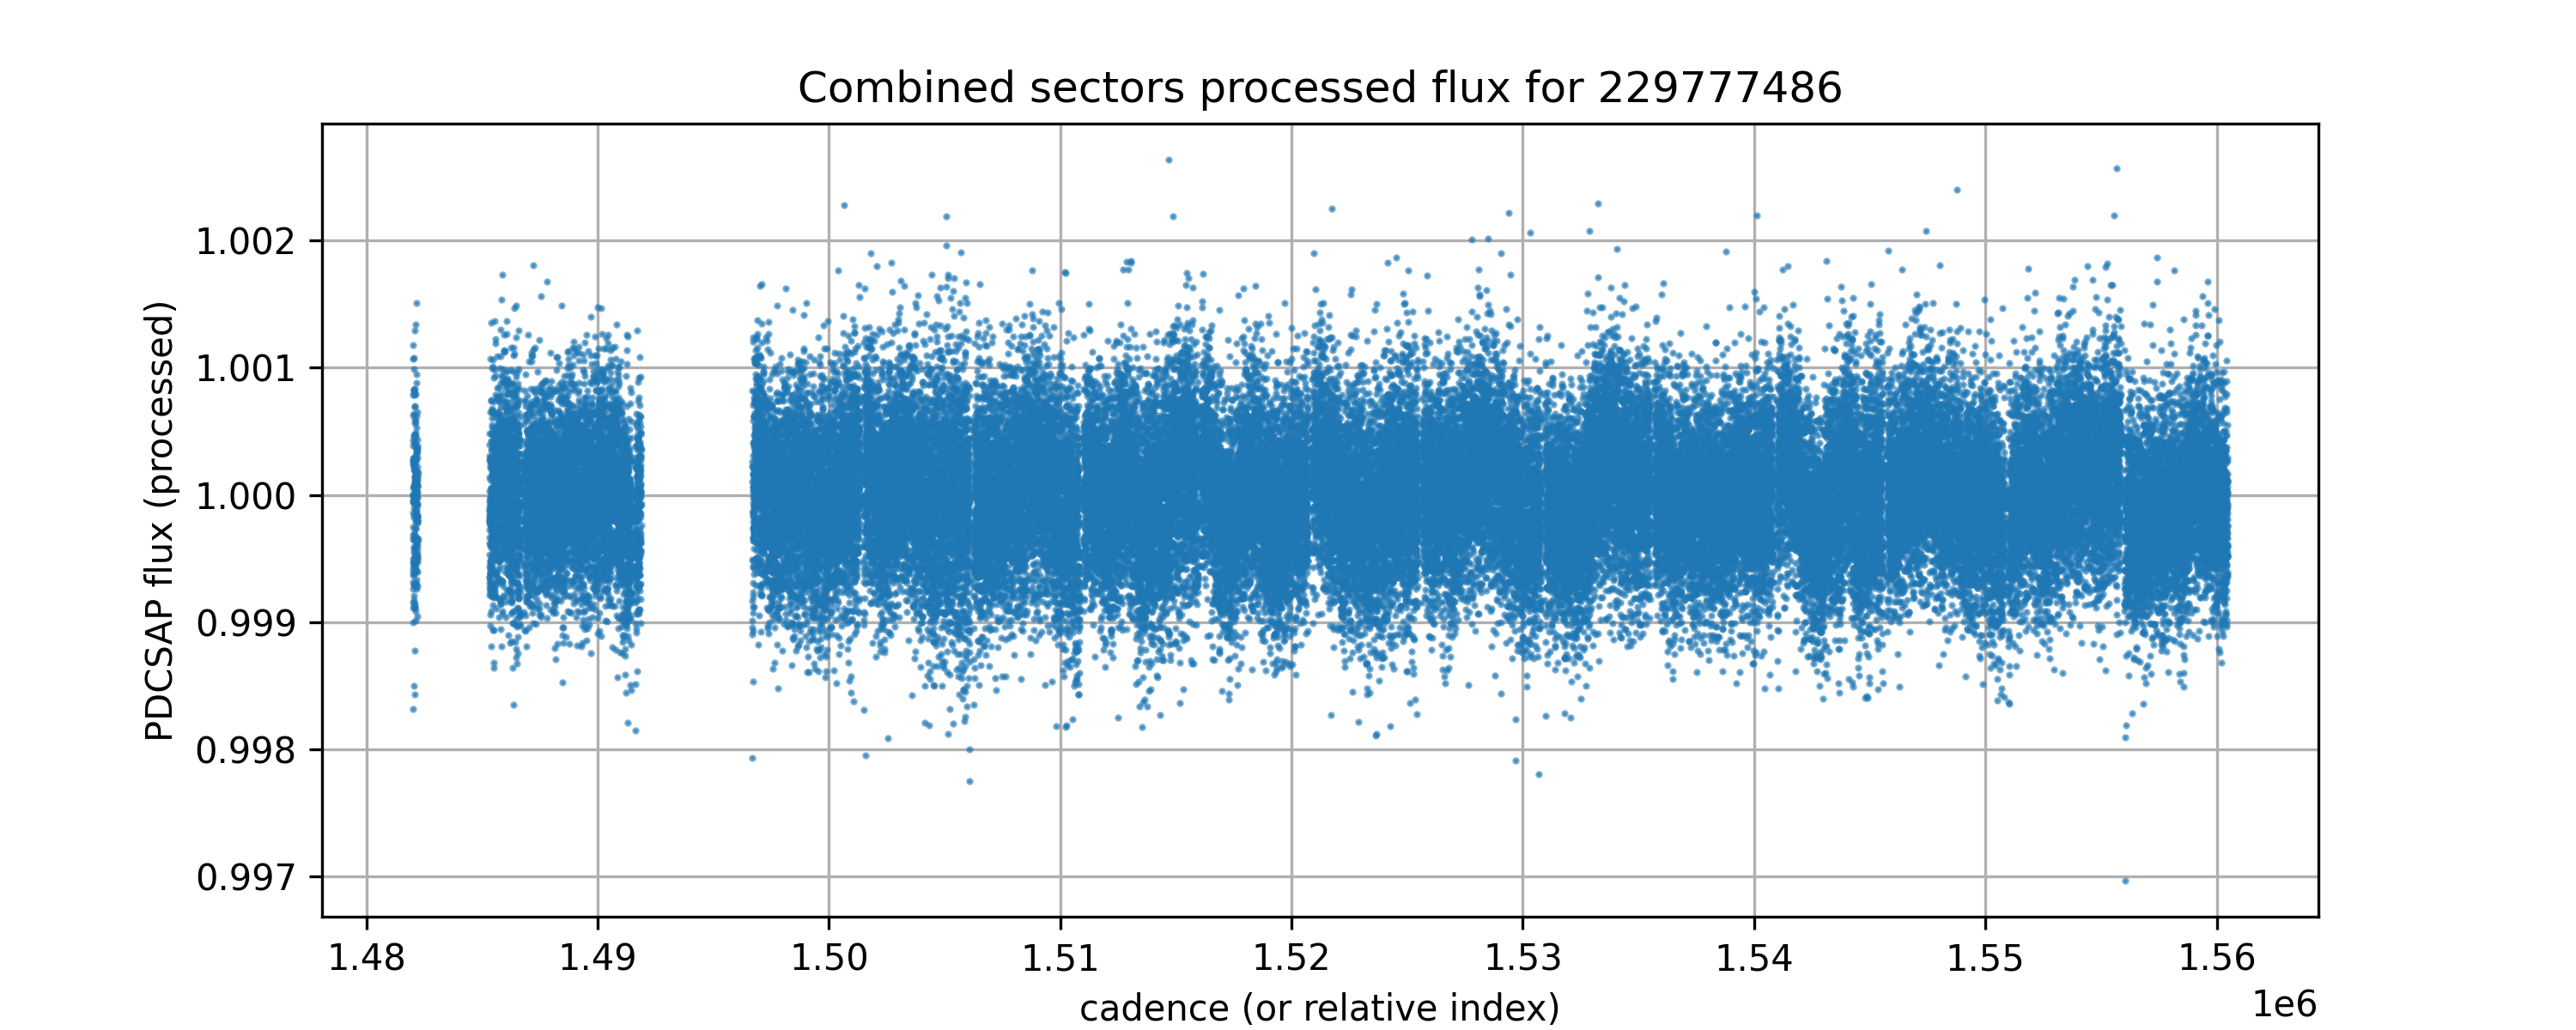 Combined sectors processed flux for 229777486
PDCSAP flux (processed)
1.002
1.001
1.000
0.999
0.998
0.997
1.48 1.49 1.50 1.51 1.52 1.53 1.54 1.55 1.56
cadence (or relative index)
1e6